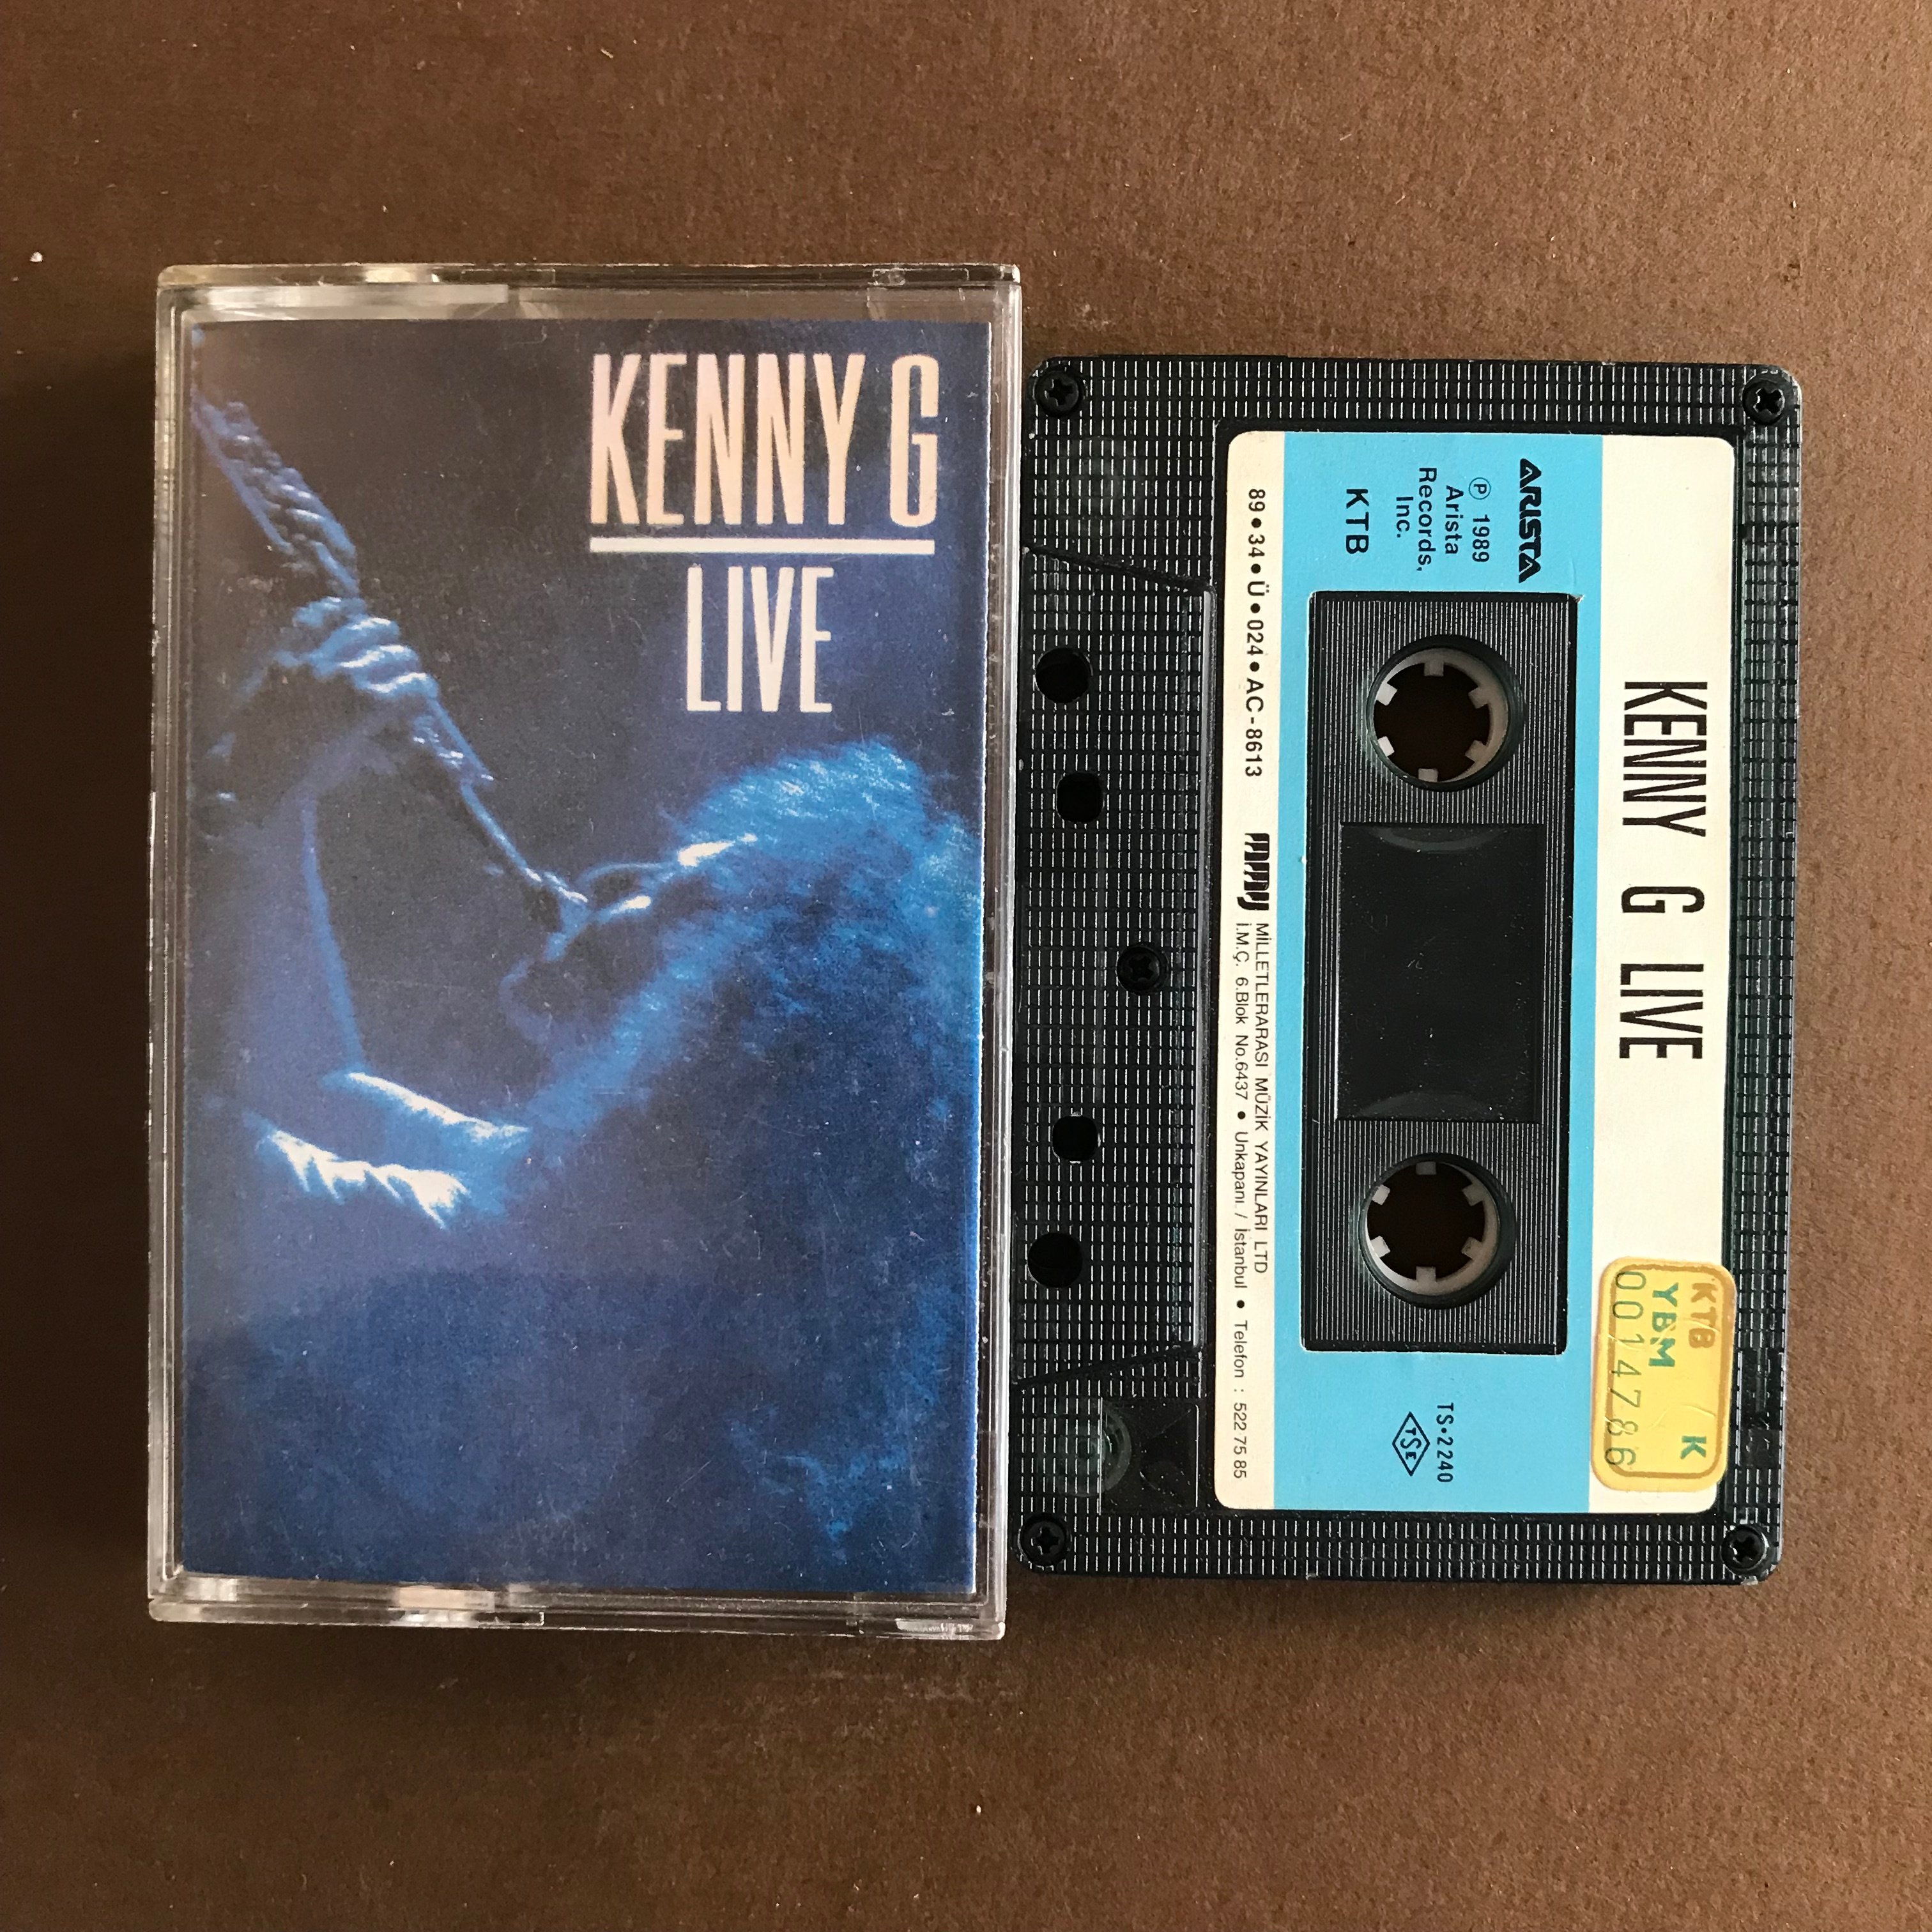 KENNY G
LIVE
KENNY G LIVE
ARISTA
Ⓟ 1989
Arista
Records,
Inc.
KTB
TS•2240
TSE
KTB K
YBM
0014786
89•34•Ü•024•AC-8613
MİLLETLERARASI MÜZİK YAYINLARI LTD
İ.M.Ç. 6.Blok No.6437 • Unkapanı / İstanbul • Telefon : 522 75 85